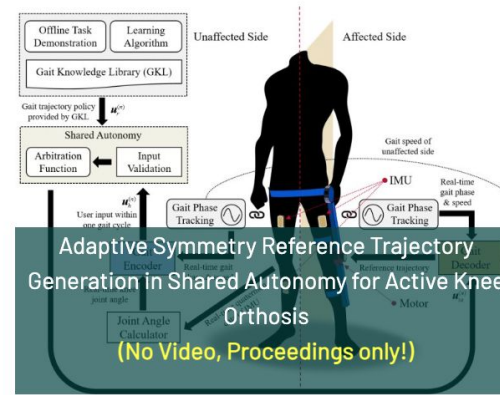 Offline Task
Demonstration
Learning
Algorithm
Gait Knowledge Library (GKL)
Unaffected Side
Affected Side
Gait trajectory policy
provided by GKL
Shared Autonomy
Arbitration
Function
Input
Validation
User input within
one gait cycle
Gait Phase
Tracking
Gait speed of
unaffected side
IMU
Gait Phase
Tracking
Real-time
gait phase
& speed
Adaptive Symmetry Reference Trajectory
Generation in Shared Autonomy for Active Knee
Orthosis
(No Video, Proceedings only!)
Encoder
Real-time gait
Reference trajectory
Decoder
joint angle
Joint Angle
Calculator
IMU
Motor